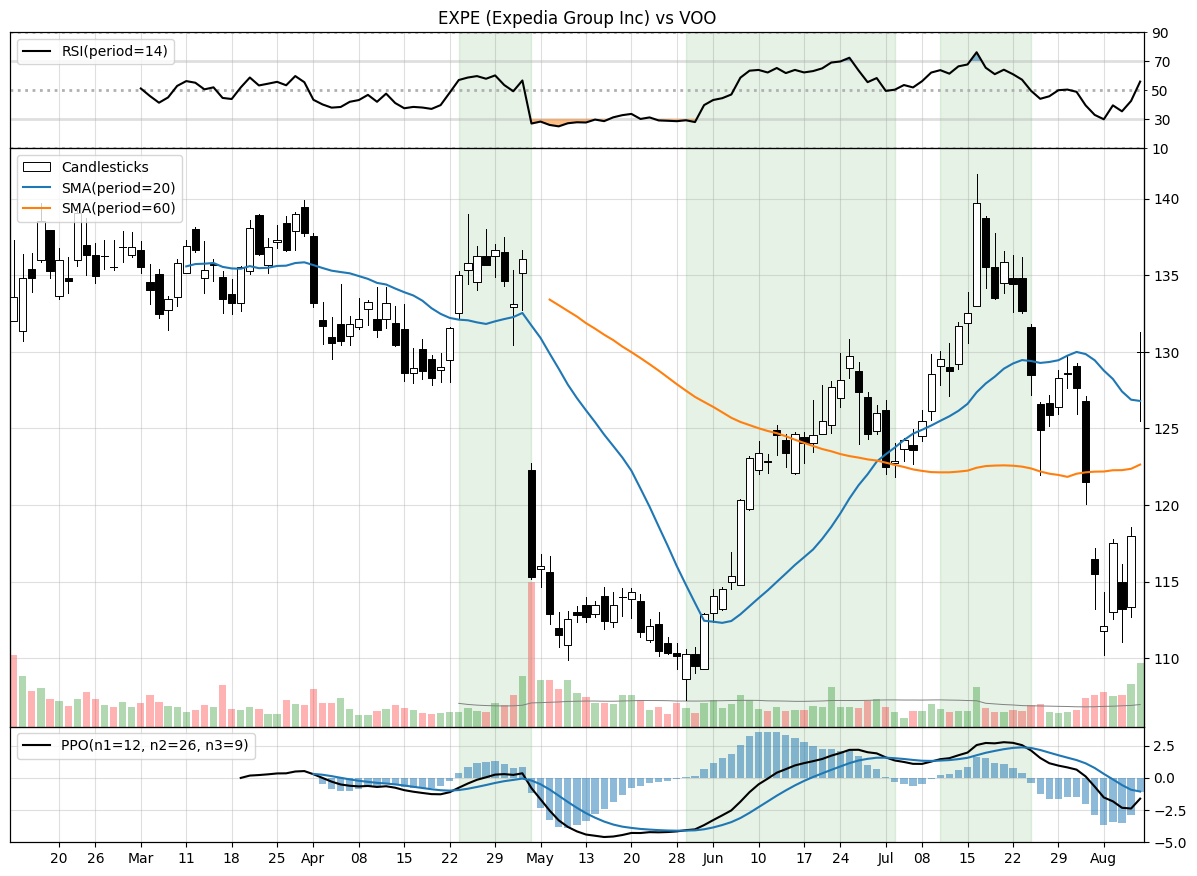 EXPE (Expedia Group Inc) vs VOO
RSI(period=14)
90
70
50
30
10
Candlesticks
SMA(period=20)
SMA(period=60)
140
135
130
125
120
115
110
PPO(n1=12, n2=26, n3=9)
2.5
0.0
−2.5
−5.0
20 26 Mar 11 18 25 Apr 08 15 22 29 May 13 20 28 Jun 10 17 24 Jul 08 15 22 29 Aug